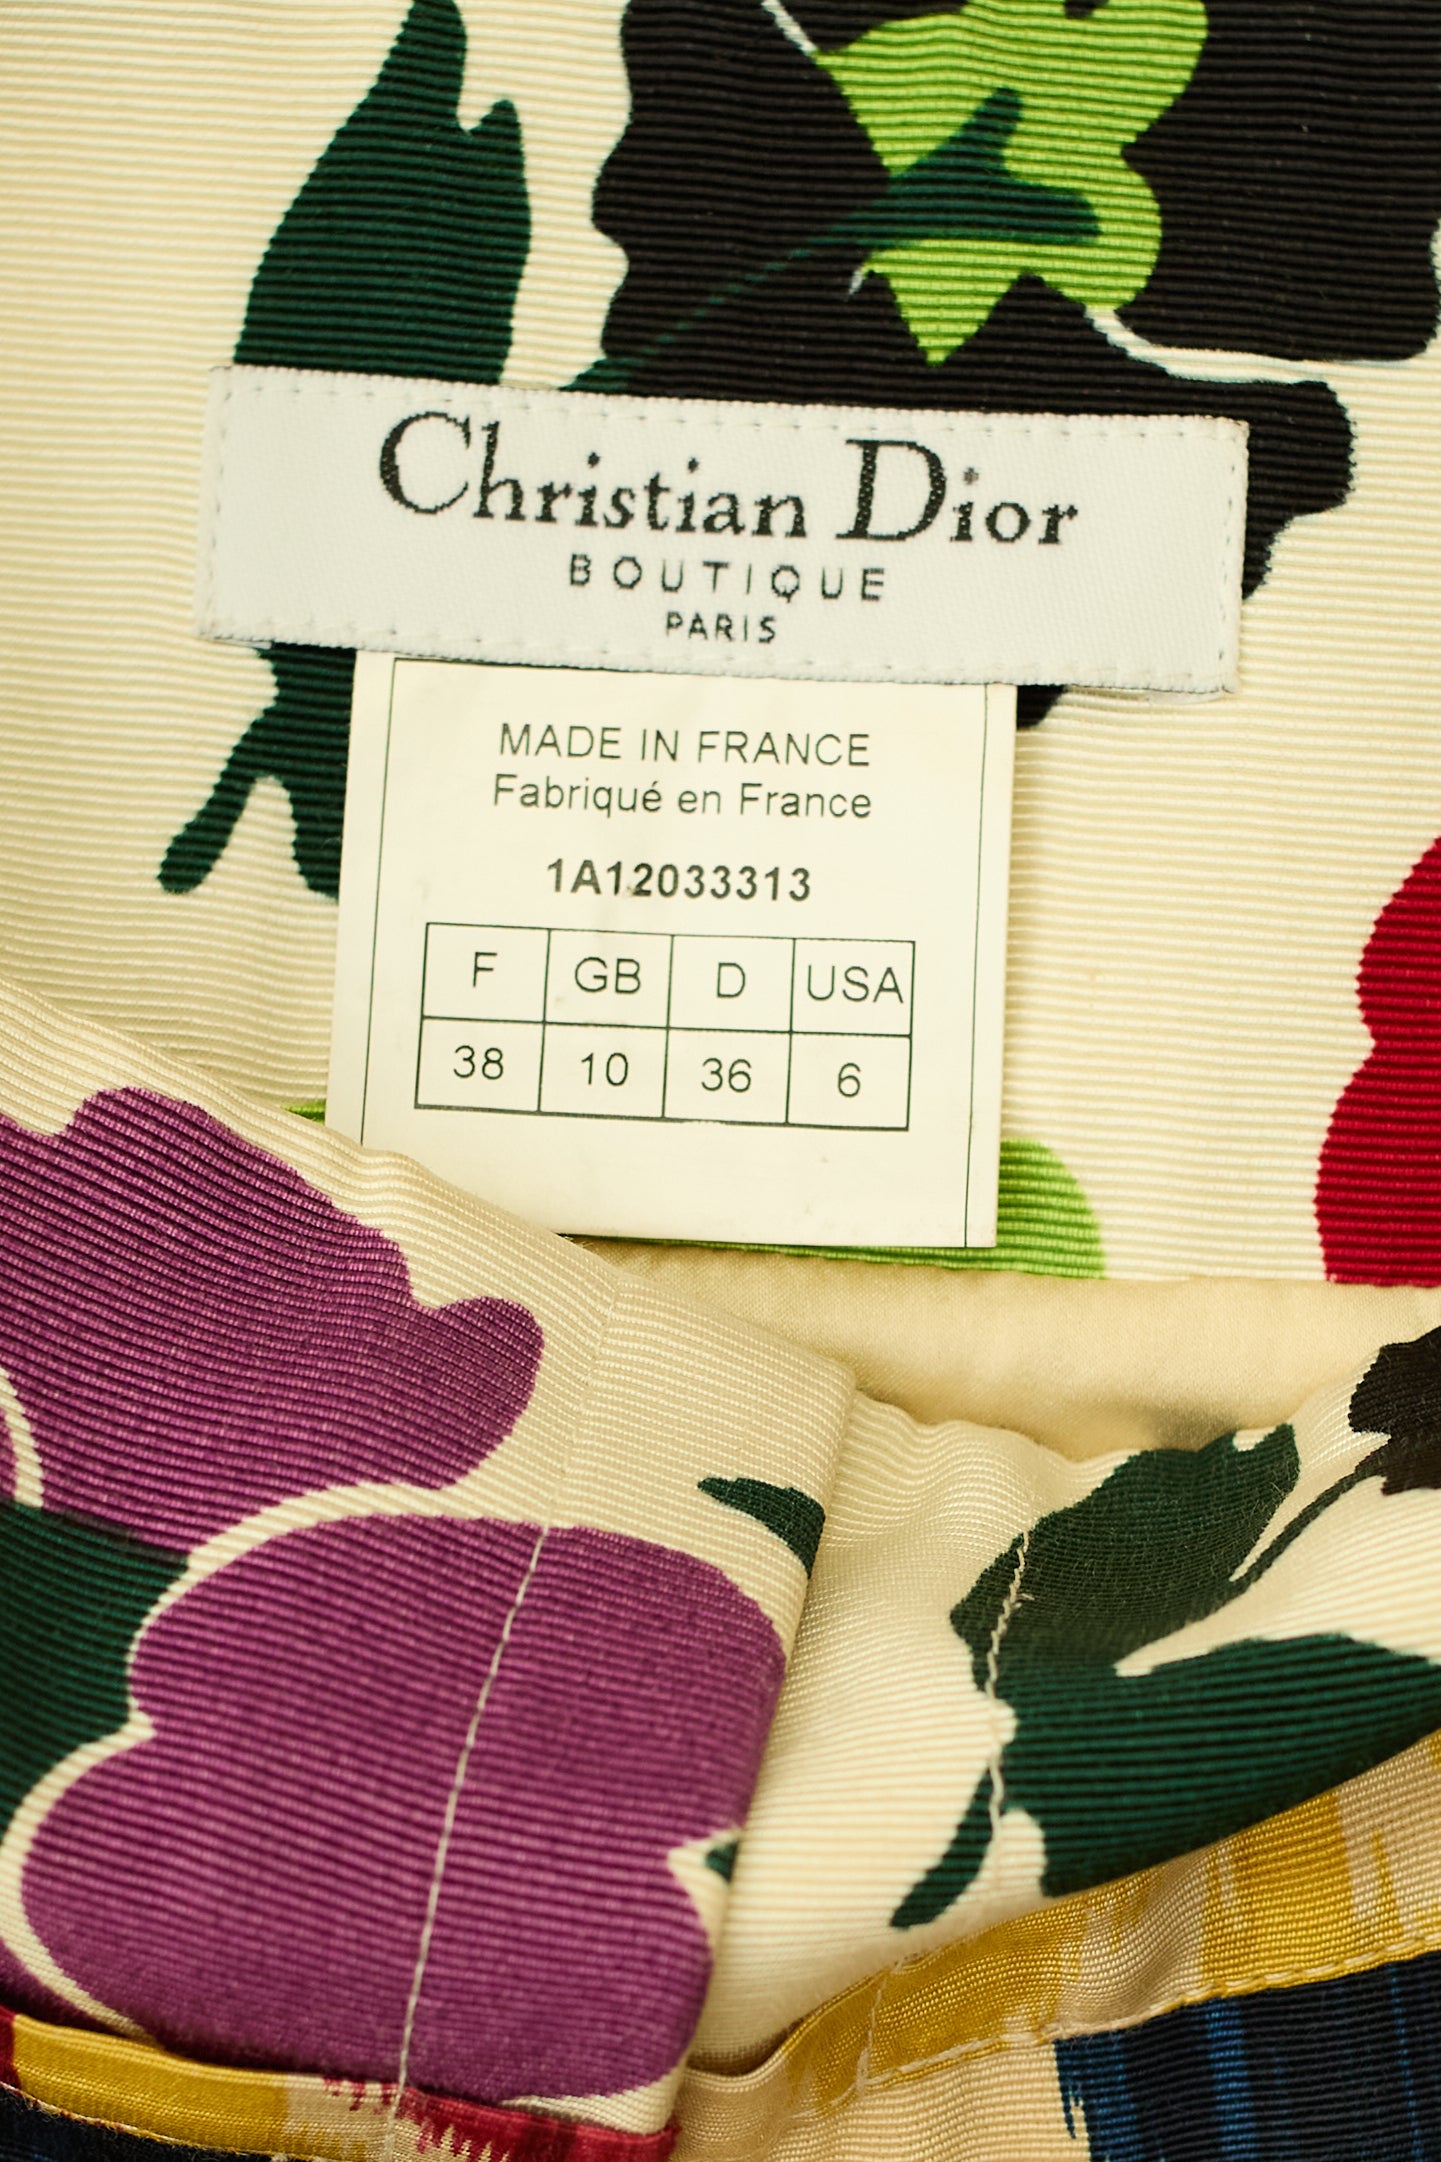 Christian Dior
BOUTIQUE
PARIS
MADE IN FRANCE
Fabriqué en France
1A12033313
F GB D USA
38 10 36 6